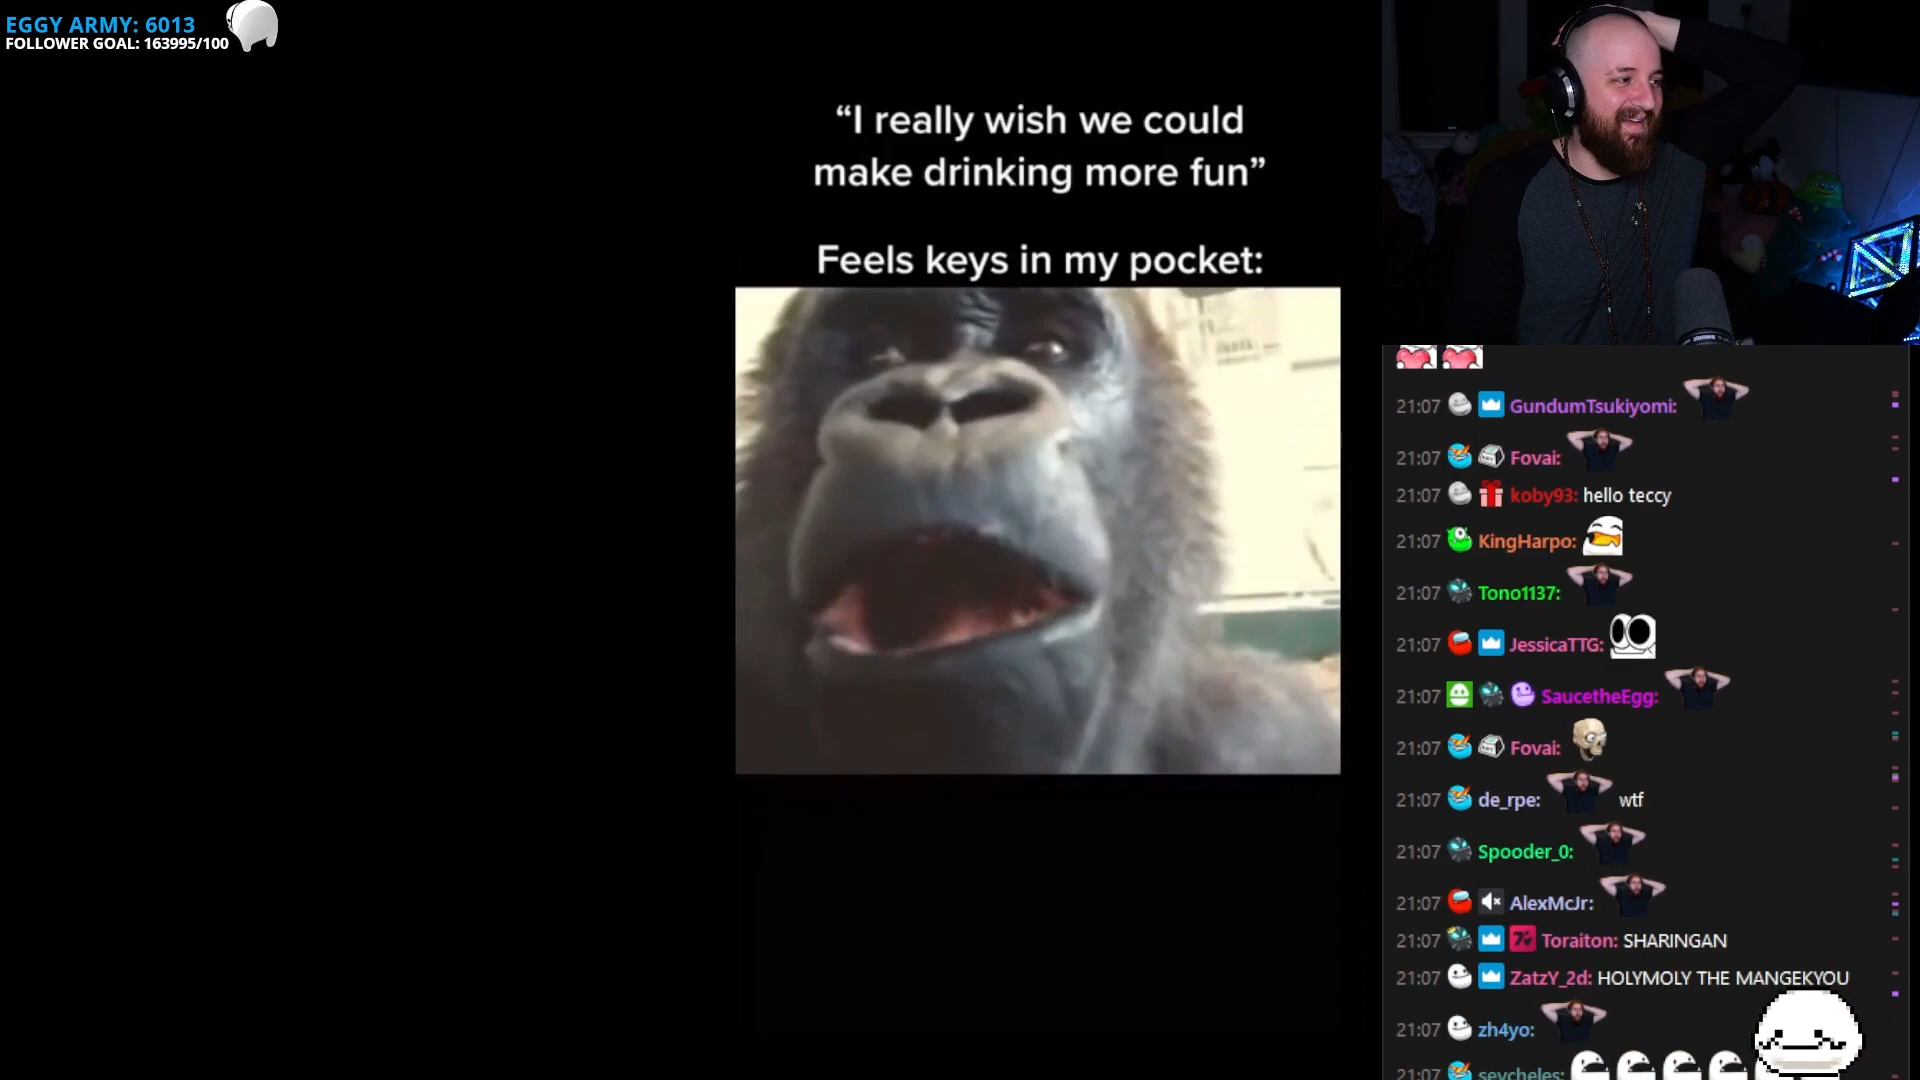 EGGY ARMY: 6013
FOLLOWER GOAL: 163995/100
“I really wish we could
make drinking more fun”
Feels keys in my pocket:
21:07 GundumTsukiyomi:
21:07 Fovai:
21:07 koby93: hello teccy
21:07 KingHarpo:
21:07 Tono1137:
21:07 JessicaTTG:
21:07 SaucetheEgg:
21:07 Fovai:
21:07 de_rpe: wtf
21:07 Spooder_0:
21:07 AlexMcJr:
21:07 Toraiton: SHARINGAN
21:07 ZatzY_2d: HOLYMOLY THE MANGEKYOU
21:07 zh4yo:
21:07 seycheles: